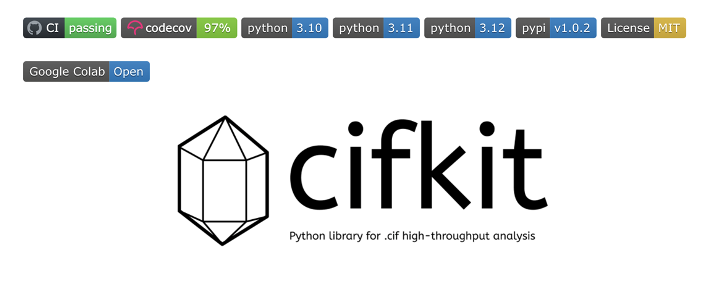 CI passing codecov 97% python 3.10 python 3.11 python 3.12 pypi v1.0.2 License MIT
Google Colab Open
cifkit
Python library for .cif high-throughput analysis